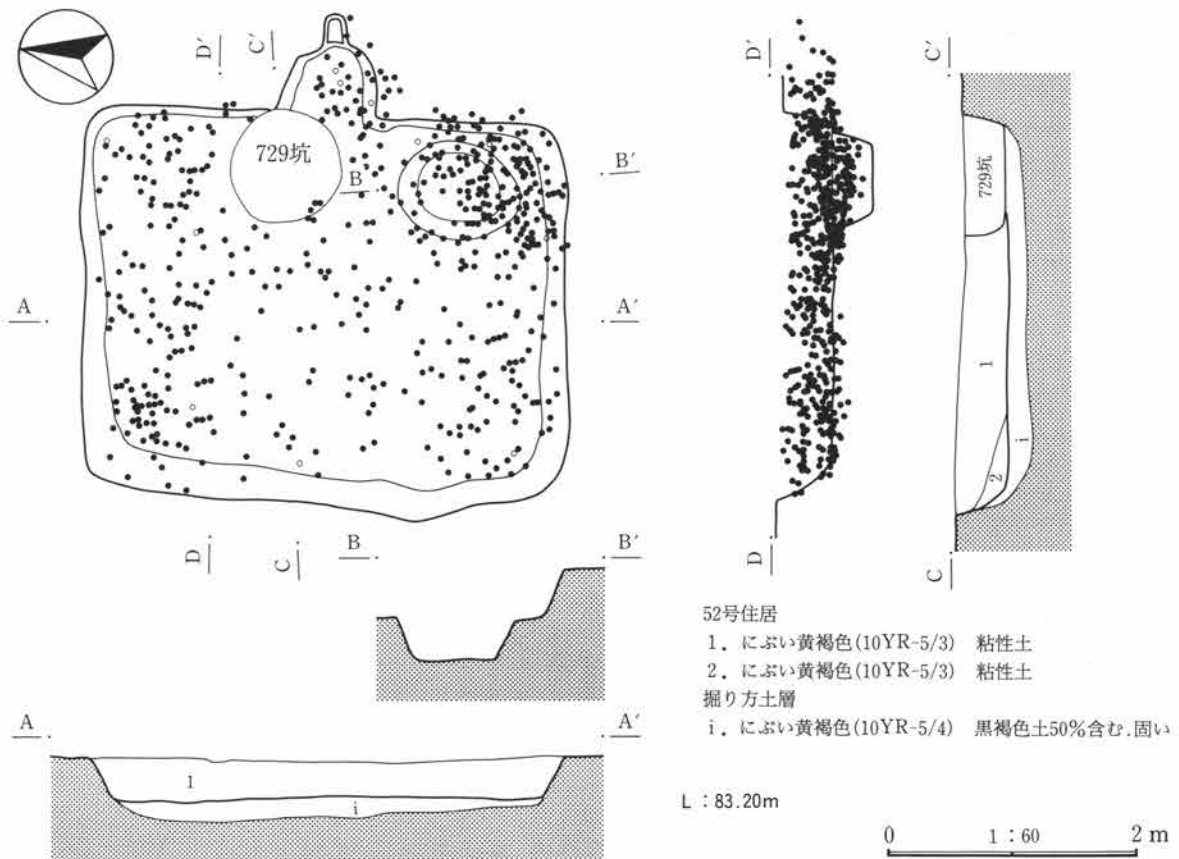 D′
C′
D′
C′
729坑
B
B′
729坑
A
A′
1
i
2
D
C
B
B′
D
C
52号住居
1．にぶい黄褐色(10YR-5/3)　粘性土
2．にぶい黄褐色(10YR-5/3)　粘性土
掘り方土層
i．にぶい黄褐色(10YR-5/4)　黒褐色土50%含む.固い
A
A′
1
i
L：83.20m
0　1：60　2 m